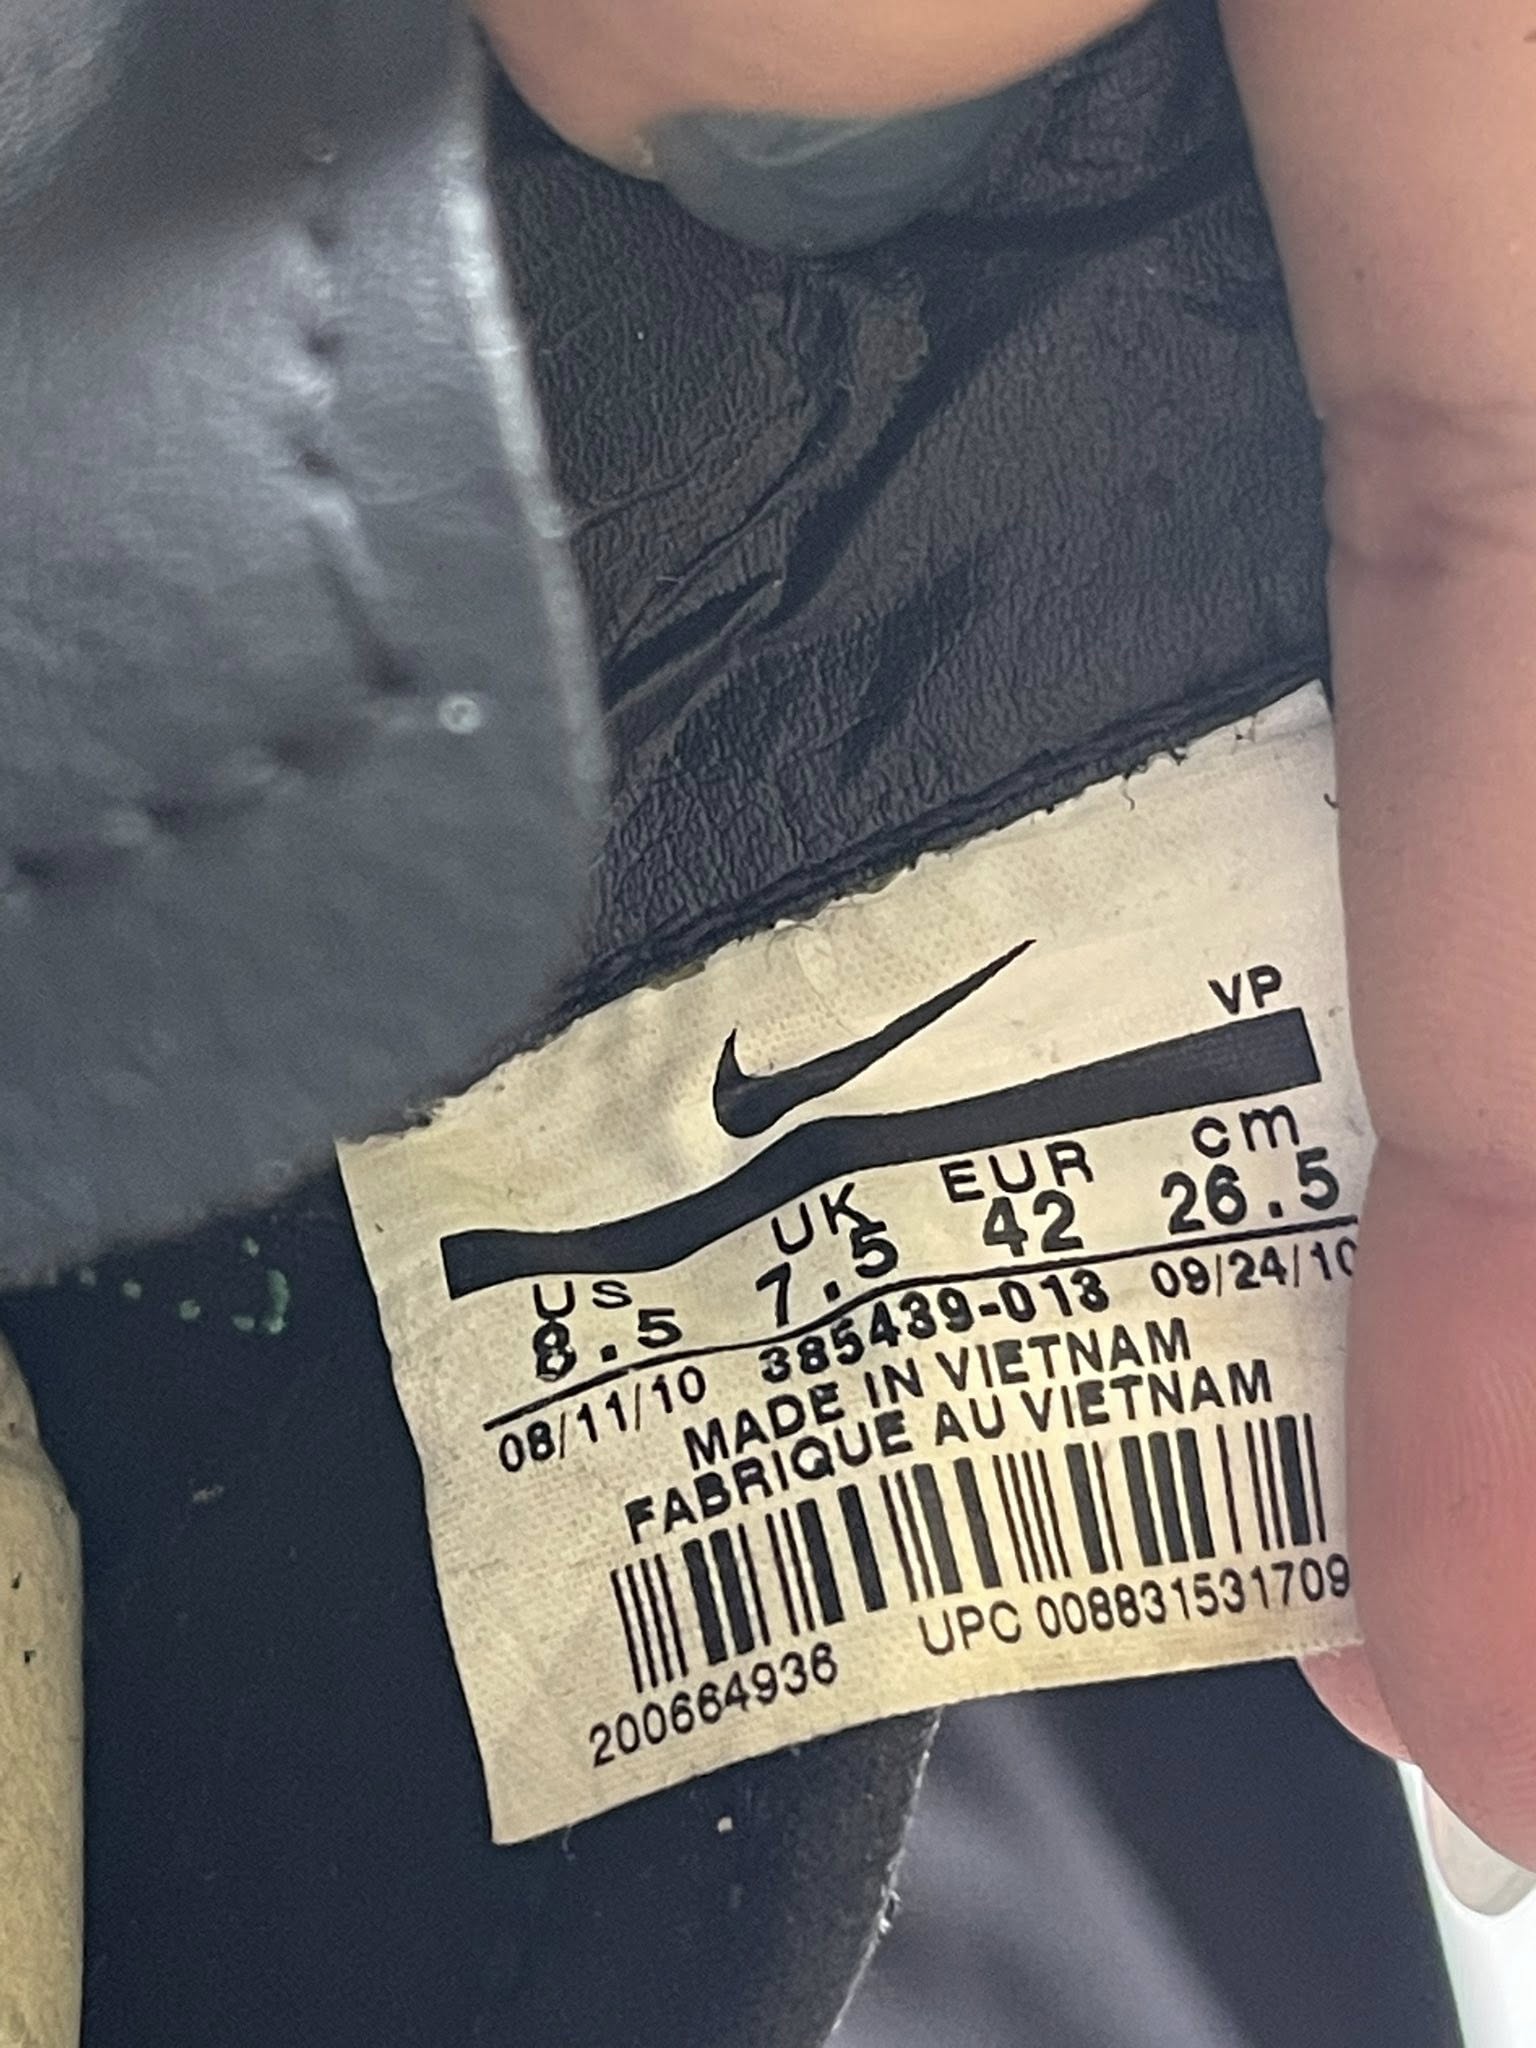 VP
US UK EUR cm
8.5 7.5 42 26.5
08/11/10 385439-013 09/24/10
MADE IN VIETNAM
FABRIQUE AU VIETNAM
200664936 UPC 008831531709